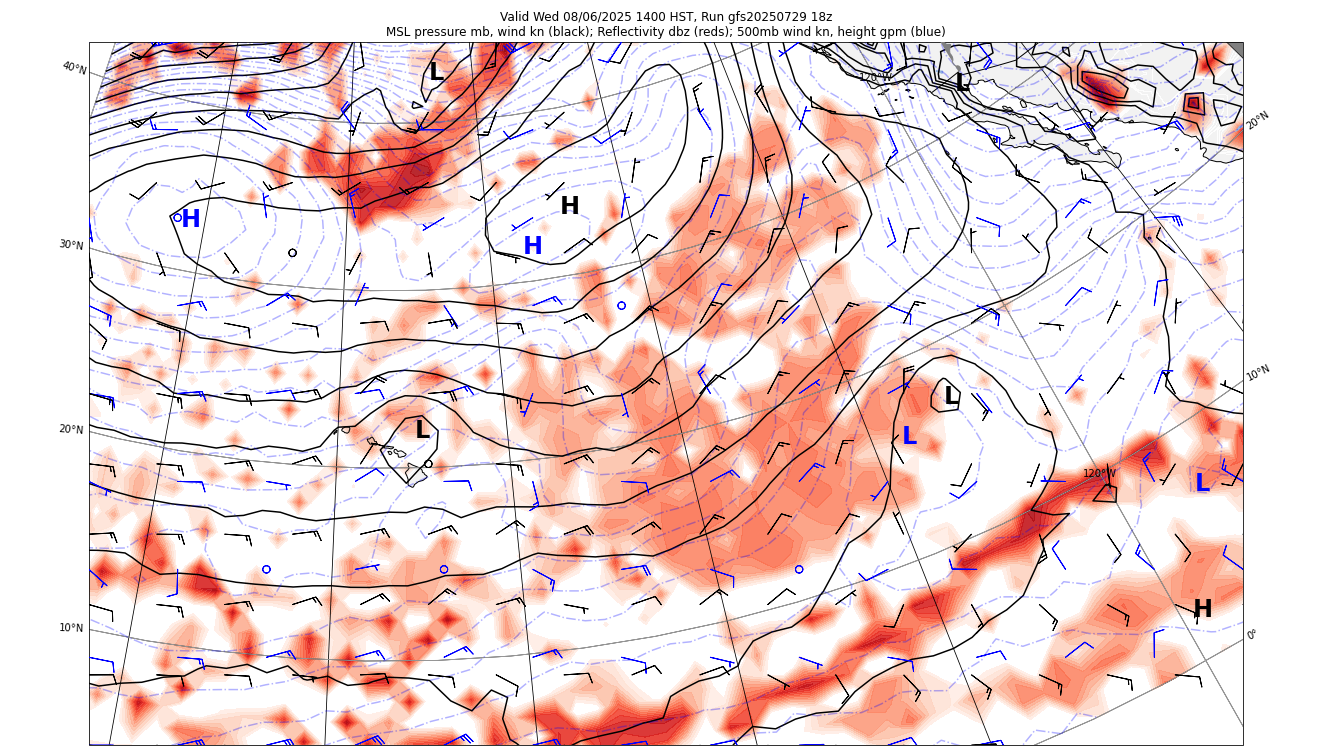 Valid Wed 08/06/2025 1400 HST, Run gfs20250729 18z
MSL pressure mb, wind kn (black); Reflectivity dbz (reds); 500mb wind kn, height gpm (blue)
40°N
L
120°W
L
20°N
H
H
H
30°N
10°N
L
L
20°N
L
120°W
L
H
10°N
0°